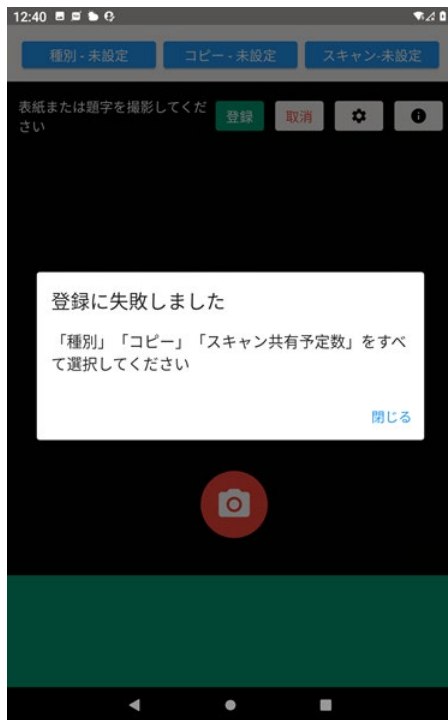 12:40
種別 - 未設定
コピー - 未設定
スキャン-未設定
表紙または題字を撮影してくだ
さい
登録
取消
登録に失敗しました
「種別」「コピー」「スキャン共有予定数」をすべ
て選択してください
閉じる